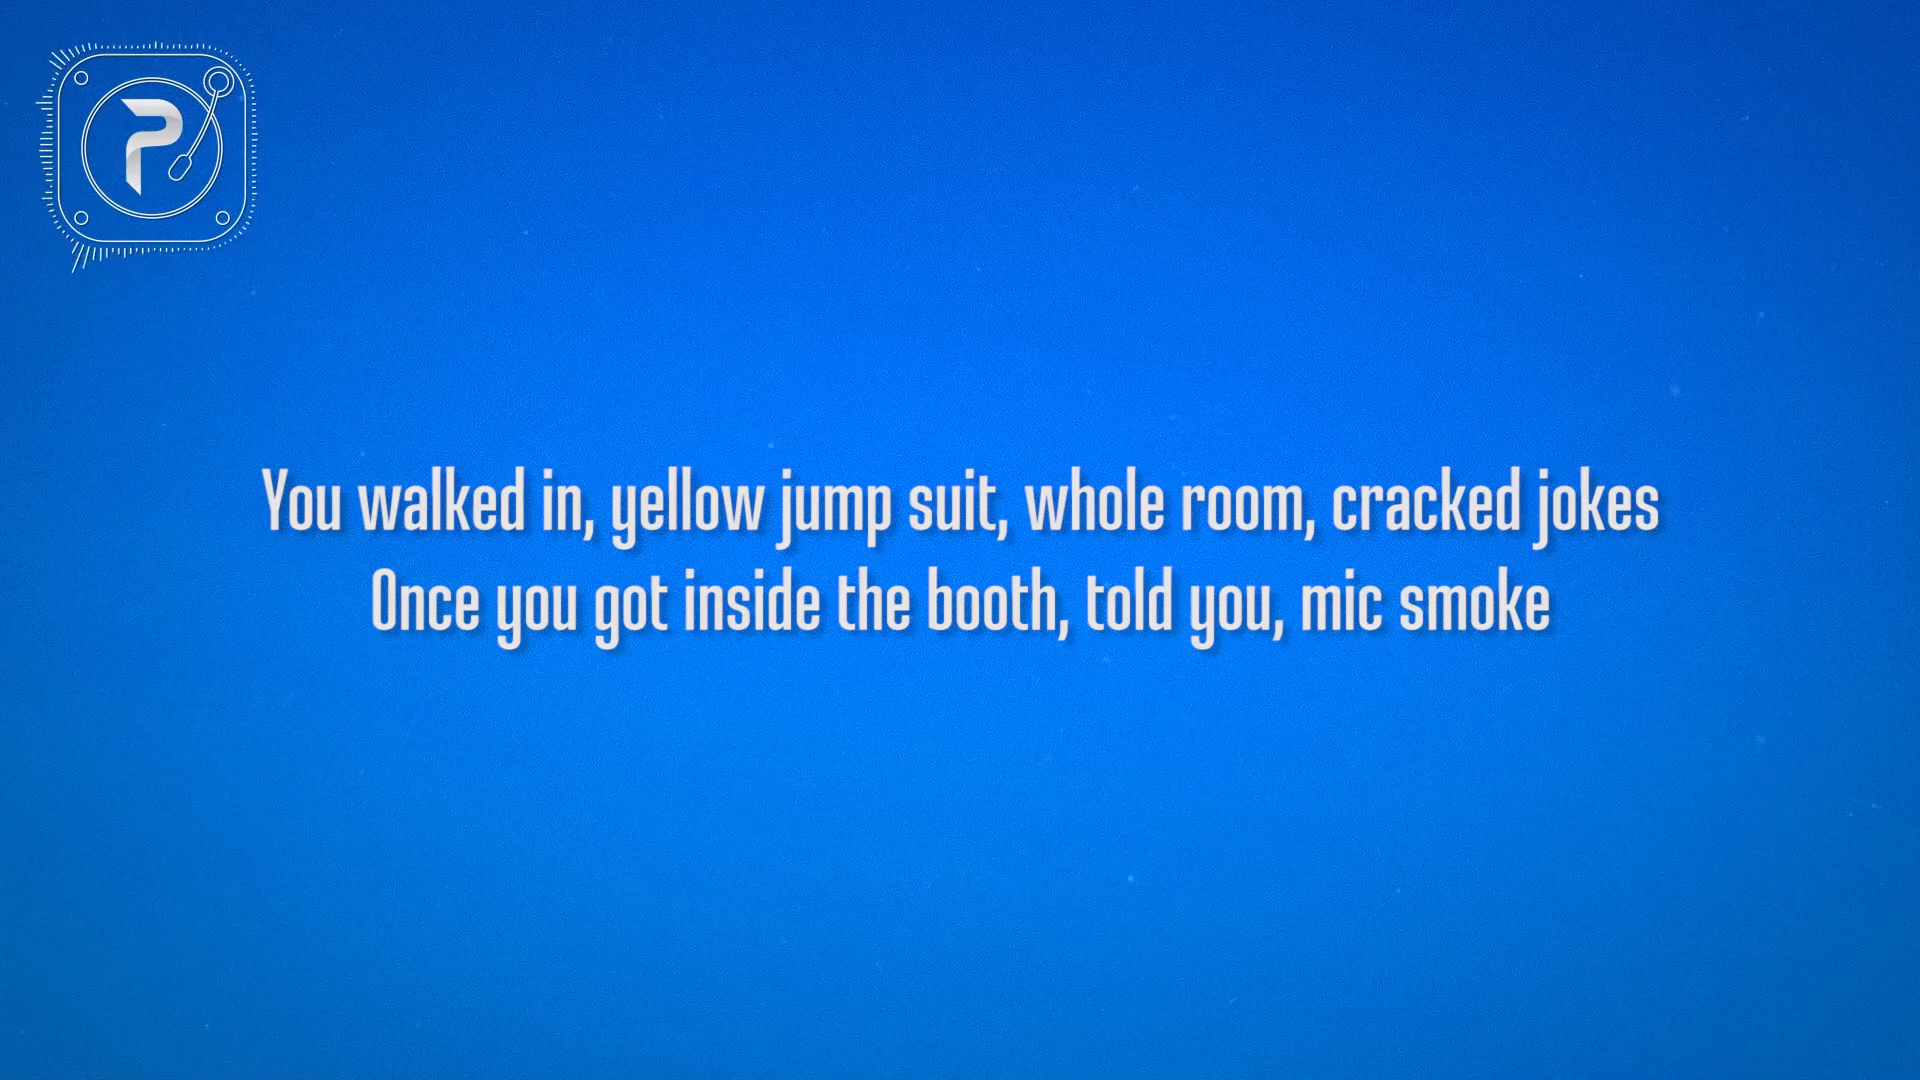 P
You walked in, yellow jump suit, whole room, cracked jokes
Once you got inside the booth, told you, mic smoke